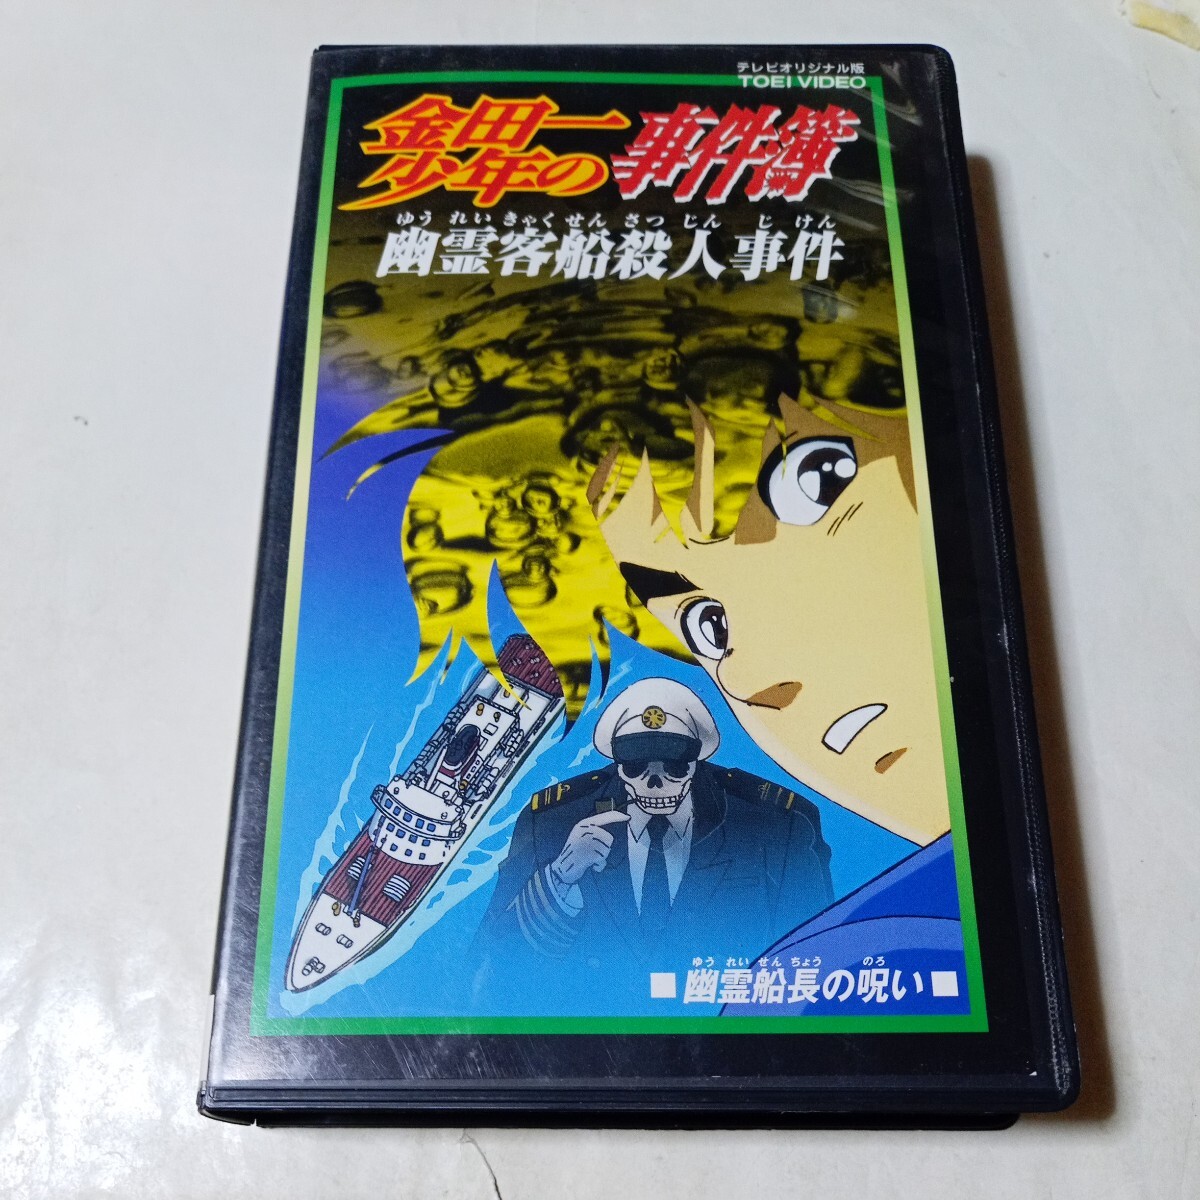 テレビオリジナル版
TOEI VIDEO
金田一
少年の
事件簿
ゆう れい きゃく せん さつ じん じ けん
幽霊客船殺人事件
ゆう れい せん ちょう のろ
■幽霊船長の呪い■